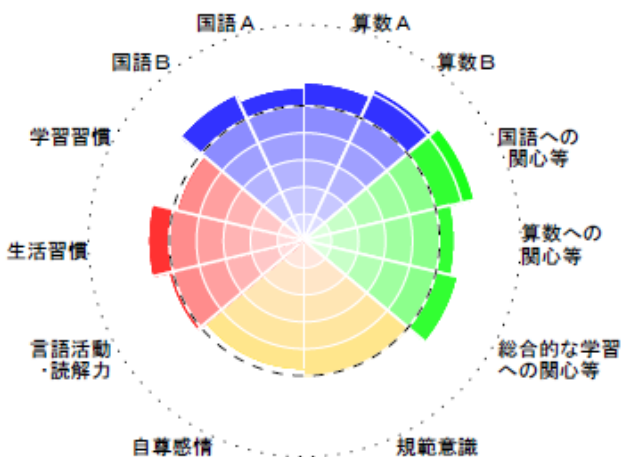 国語A
算数A
国語B
算数B
学習習慣
国語への
関心等
生活習慣
算数への
関心等
言語活動
・読解力
総合的な学習
への関心等
自尊感情
規範意識